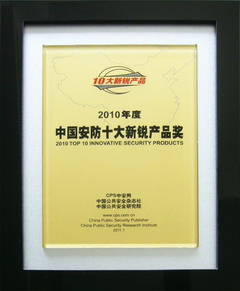 10大新锐产品
2010年度
中国安防十大新锐产品奖
2010 TOP 10 INNOVATIVE SECURITY PRODUCTS
CPS中安网
中国公共安全杂志社
中国公共安全研究院
www.cps.com.cn
China Public Security Publisher
China Public Security Research Institute
2011.1